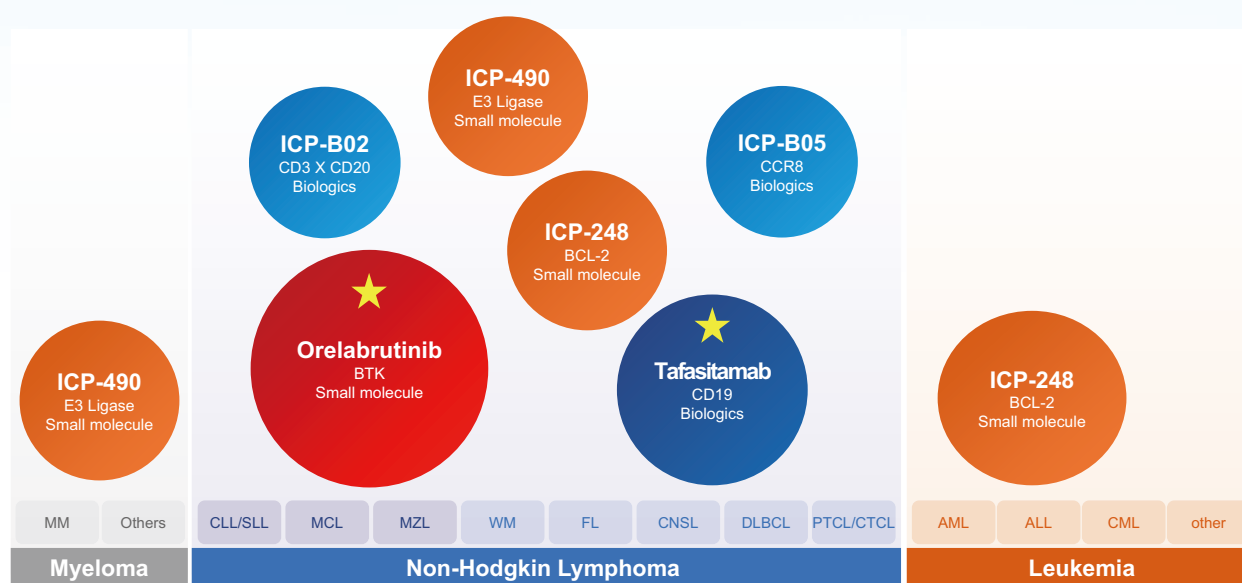 ICP-490
E3 Ligase
Small molecule
ICP-B02
CD3 X CD20
Biologics
ICP-B05
CCR8
Biologics
ICP-248
BCL-2
Small molecule
Orelabrutinib
BTK
Small molecule
Tafasitamab
CD19
Biologics
ICP-490
E3 Ligase
Small molecule
ICP-248
BCL-2
Small molecule
MM Others CLL/SLL MCL MZL WM FL CNSL DLBCL PTCL/CTCL AML ALL CML other
Myeloma Non-Hodgkin Lymphoma Leukemia